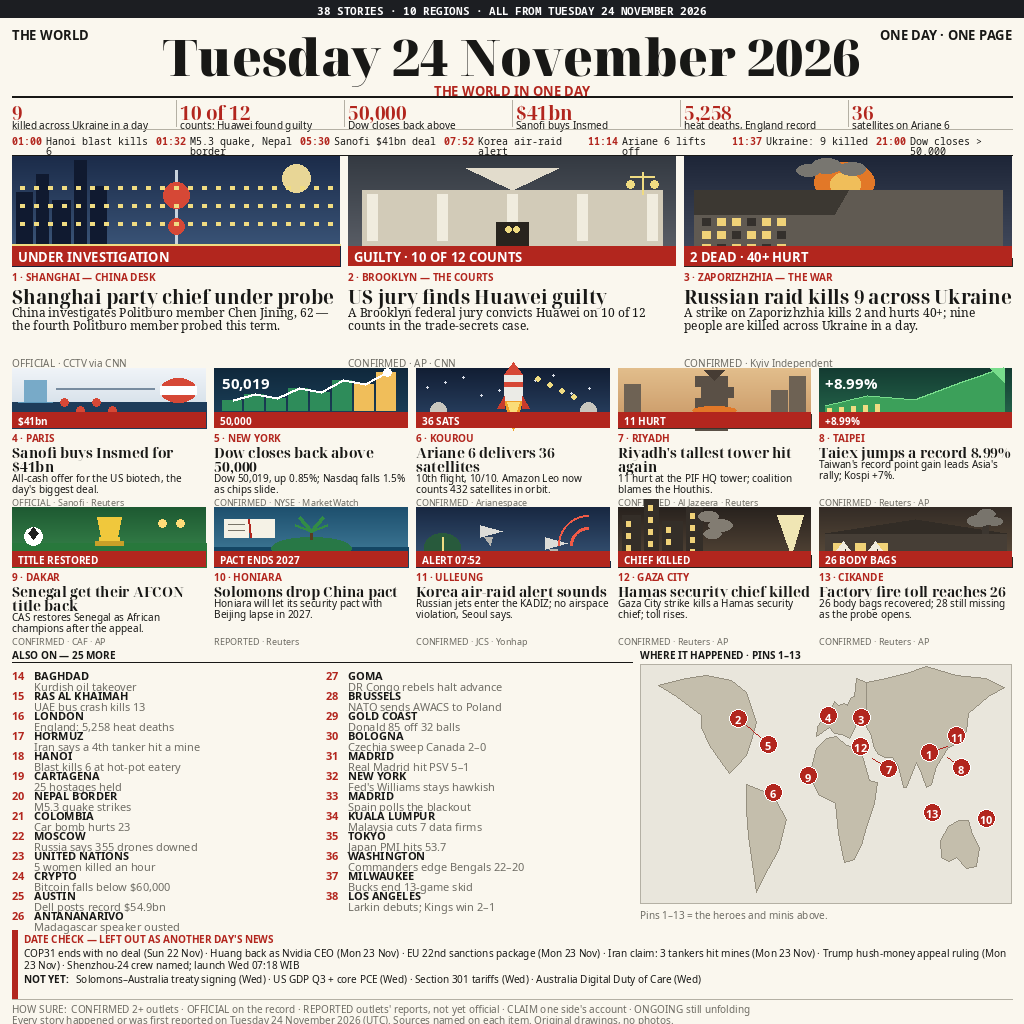 38 STORIES · 10 REGIONS · ALL FROM TUESDAY 24 NOVEMBER 2026
THE WORLD
Tuesday 24 November 2026
ONE DAY · ONE PAGE
THE WORLD IN ONE DAY
9
killed across Ukraine in a day
10 of 12
counts: Huawei found guilty
50,000
Dow closes back above
$41bn
Sanofi buys Insmed
5,258
heat deaths, England record
36
satellites on Ariane 6
01:00 Hanoi blast kills 6
01:32 M5.3 quake, Nepal border
05:30 Sanofi $41bn deal
07:52 Korea air-raid alert
11:14 Ariane 6 lifts off
11:37 Ukraine: 9 killed
21:00 Dow closes > 50,000
UNDER INVESTIGATION
1 · SHANGHAI — CHINA DESK
Shanghai party chief under probe
China investigates Politburo member Chen Jining, 62 —
the fourth Politburo member probed this term.
OFFICIAL · CCTV via CNN
GUILTY · 10 OF 12 COUNTS
2 · BROOKLYN — THE COURTS
US jury finds Huawei guilty
A Brooklyn federal jury convicts Huawei on 10 of 12
counts in the trade-secrets case.
CONFIRMED · AP · CNN
2 DEAD · 40+ HURT
3 · ZAPORIZHZHIA — THE WAR
Russian raid kills 9 across Ukraine
A strike on Zaporizhzhia kills 2 and hurts 40+; nine
people are killed across Ukraine in a day.
CONFIRMED · Kyiv Independent
$41bn
4 · PARIS
Sanofi buys Insmed for
$41bn
All-cash offer for the US biotech, the
day's biggest deal.
OFFICIAL · Sanofi · Reuters
50,019
50,000
5 · NEW YORK
Dow closes back above
50,000
Dow 50,019, up 0.85%; Nasdaq falls 1.5%
as chips slide.
CONFIRMED · NYSE · MarketWatch
36 SATS
6 · KOUROU
Ariane 6 delivers 36
satellites
10th flight, 10/10. Amazon Leo now
counts 432 satellites in orbit.
CONFIRMED · Arianespace
11 HURT
7 · RIYADH
Riyadh's tallest tower hit
again
11 hurt at the PIF HQ tower; coalition
blames the Houthis.
CONFIRMED · Al Jazeera · Reuters
+8.99%
+8.99%
8 · TAIPEI
Taiex jumps a record 8.99%
Taiwan's record point gain leads Asia's
rally; Kospi +7%.
CONFIRMED · Reuters · AP
TITLE RESTORED
9 · DAKAR
Senegal get their AFCON
title back
CAS restores Senegal as African
champions after the appeal.
CONFIRMED · CAF · AP
PACT ENDS 2027
10 · HONIARA
Solomons drop China pact
Honiara will let its security pact with
Beijing lapse in 2027.
REPORTED · Reuters
ALERT 07:52
11 · ULLEUNG
Korea air-raid alert sounds
Russian jets enter the KADIZ; no airspace
violation, Seoul says.
CONFIRMED · JCS · Yonhap
CHIEF KILLED
12 · GAZA CITY
Hamas security chief killed
Gaza City strike kills a Hamas security
chief; toll rises.
CONFIRMED · Reuters · AP
26 BODY BAGS
13 · CIKANDE
Factory fire toll reaches 26
26 body bags recovered; 28 still missing
as the probe opens.
CONFIRMED · Reuters · AP
ALSO ON — 25 MORE
14 BAGHDAD
Kurdish oil takeover
15 RAS AL KHAIMAH
UAE bus crash kills 13
16 LONDON
England: 5,258 heat deaths
17 HORMUZ
Iran says a 4th tanker hit a mine
18 HANOI
Blast kills 6 at hot-pot eatery
19 CARTAGENA
25 hostages held
20 NEPAL BORDER
M5.3 quake strikes
21 COLOMBIA
Car bomb hurts 23
22 MOSCOW
Russia says 355 drones downed
23 UNITED NATIONS
5 women killed an hour
24 CRYPTO
Bitcoin falls below $60,000
25 AUSTIN
Dell posts record $54.9bn
26 ANTANANARIVO
Madagascar speaker ousted
27 GOMA
DR Congo rebels halt advance
28 BRUSSELS
NATO sends AWACS to Poland
29 GOLD COAST
Donald 85 off 32 balls
30 BOLOGNA
Czechia sweep Canada 2–0
31 MADRID
Real Madrid hit PSV 5–1
32 NEW YORK
Fed's Williams stays hawkish
33 MADRID
Spain polls the blackout
34 KUALA LUMPUR
Malaysia cuts 7 data firms
35 TOKYO
Japan PMI hits 53.7
36 WASHINGTON
Commanders edge Bengals 22–20
37 MILWAUKEE
Bucks end 13-game skid
38 LOS ANGELES
Larkin debuts; Kings win 2–1
WHERE IT HAPPENED · PINS 1–13
2
5
6
4
3
12
7
9
1
11
8
13
10
Pins 1–13 = the heroes and minis above.
DATE CHECK — LEFT OUT AS ANOTHER DAY'S NEWS
COP31 ends with no deal (Sun 22 Nov) · Huang back as Nvidia CEO (Mon 23 Nov) · EU 22nd sanctions package (Mon 23 Nov) · Iran claim: 3 tankers hit mines (Mon 23 Nov) · Trump hush-money appeal ruling (Mon
23 Nov) · Shenzhou-24 crew named; launch Wed 07:18 WIB
NOT YET: Solomons–Australia treaty signing (Wed) · US GDP Q3 + core PCE (Wed) · Section 301 tariffs (Wed) · Australia Digital Duty of Care (Wed)
HOW SURE: CONFIRMED 2+ outlets · OFFICIAL on the record · REPORTED outlets' reports, not yet official · CLAIM one side's account · ONGOING still unfolding
Every story happened or was first reported on Tuesday 24 November 2026 (UTC). Sources named on each item. Original drawings, no photos.